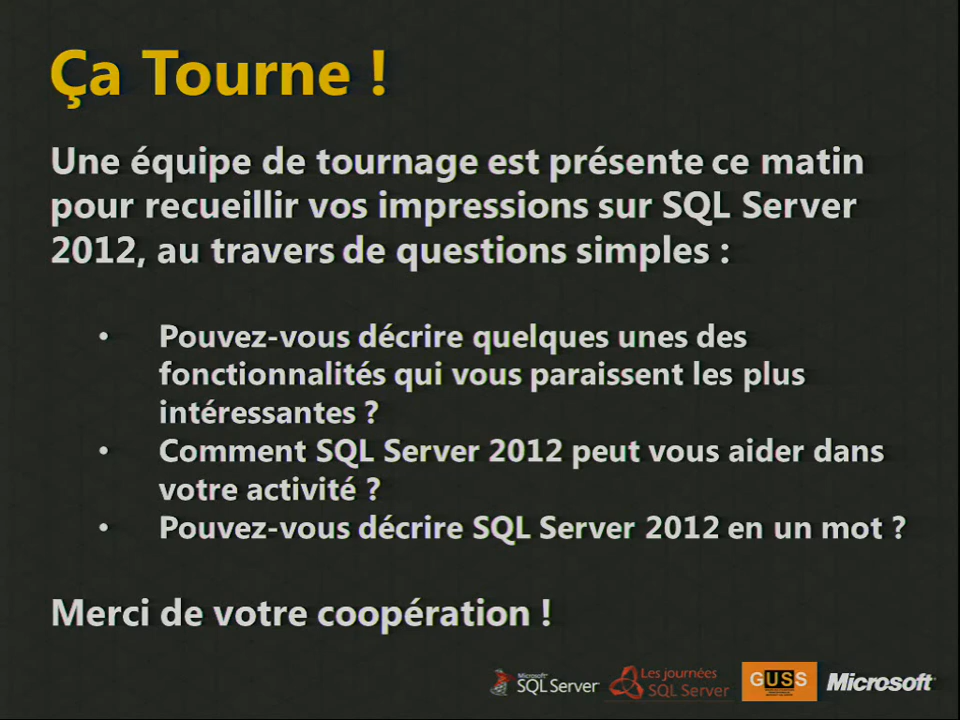 Ça Tourne !
Une équipe de tournage est présente ce matin
pour recueillir vos impressions sur SQL Server
2012, au travers de questions simples :
• Pouvez-vous décrire quelques unes des
fonctionnalités qui vous paraissent les plus
intéressantes ?
• Comment SQL Server 2012 peut vous aider dans
votre activité ?
• Pouvez-vous décrire SQL Server 2012 en un mot ?
Merci de votre coopération !
Microsoft
SQL Server
Les journées
SQL Server
GUSS
Microsoft